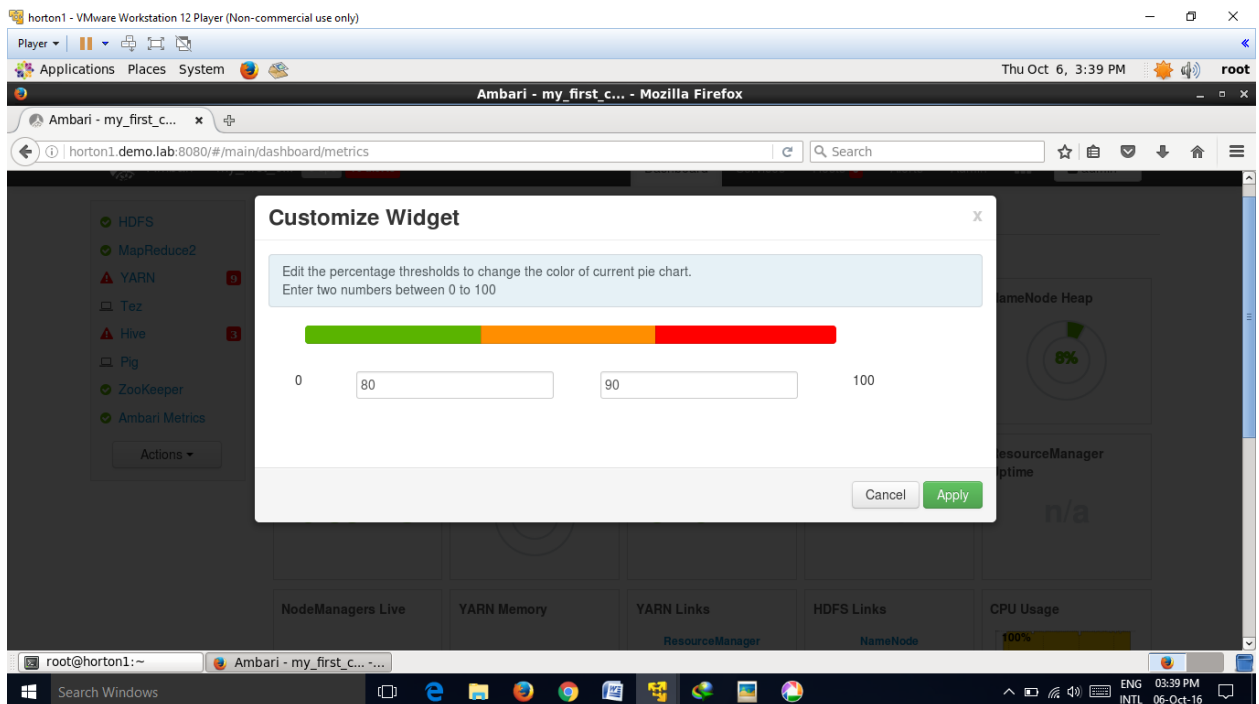 horton1 - VMware Workstation 12 Player (Non-commercial use only)
Player
Applications Places System Thu Oct 6, 3:39 PM root
Ambari - my_first_c... - Mozilla Firefox
Ambari - my_first_c...
horton1.demo.lab:8080/#/main/dashboard/metrics Search
Customize Widget X
HDFS
MapReduce2
YARN 9
Tez
Hive 3
Pig
ZooKeeper
Ambari Metrics
Actions
Edit the percentage thresholds to change the color of current pie chart.
Enter two numbers between 0 to 100
0 80 90 100
Cancel Apply
ameNode Heap
8%
esourceManager
ptime
n/a
NodeManagers Live YARN Memory YARN Links HDFS Links CPU Usage
ResourceManager NameNode 100%
root@horton1:~ Ambari - my_first_c... -...
Search Windows ENG 03:39 PM
INTL 06-Oct-16